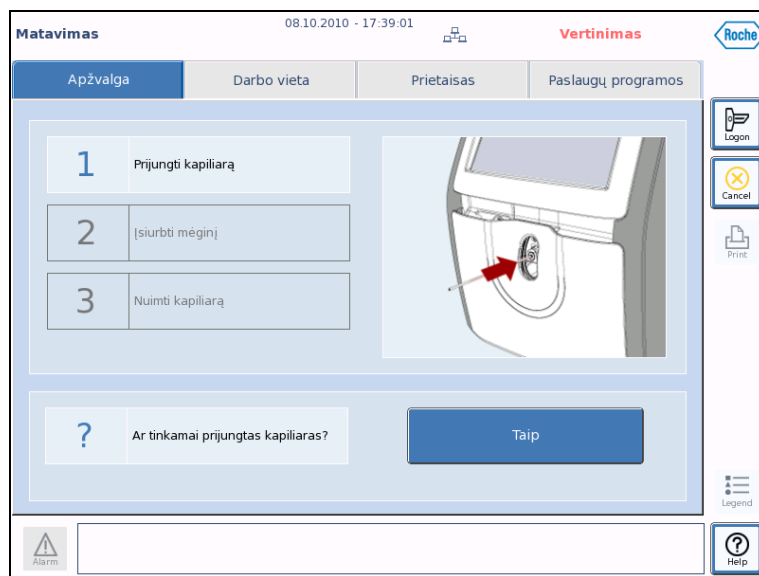 Matavimas
08.10.2010 - 17:39:01
Vertinimas
Roche
Apžvalga
Darbo vieta
Prietaisas
Paslaugų programos
1 Prijungti kapiliarą
2 Įsiurbti mėginį
3 Nuimti kapiliarą
? Ar tinkamai prijungtas kapiliaras?
Taip
Logon
Cancel
Print
Legend
Alarm
Help